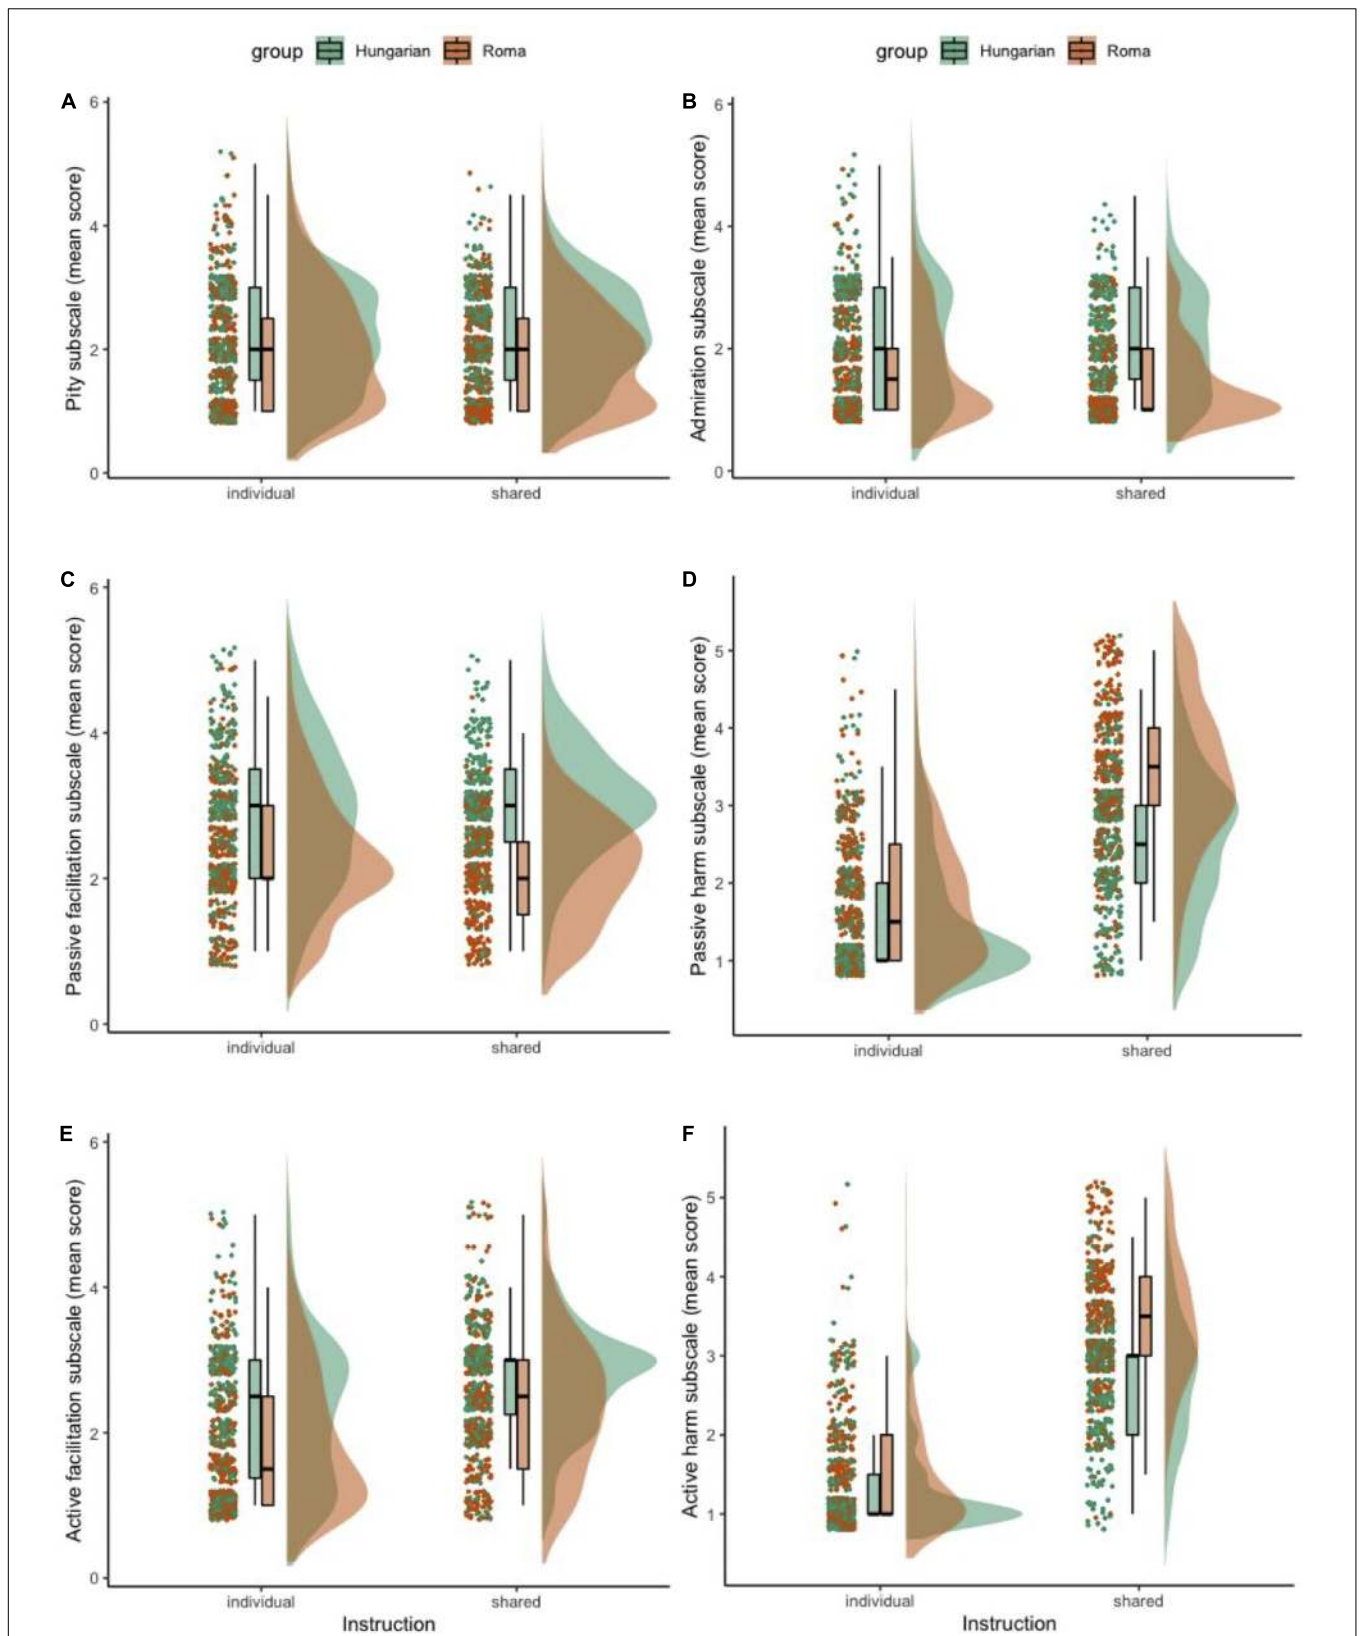 group Hungarian Roma
group Hungarian Roma
A
6
4
2
0
Pity subscale (mean score)
individual shared
B
6
4
2
0
Admiration subscale (mean score)
individual shared
C
6
4
2
0
Passive facilitation subscale (mean score)
individual shared
D
5
4
3
2
1
Passive harm subscale (mean score)
individual shared
E
6
4
2
0
Active facilitation subscale (mean score)
individual shared
Instruction
F
5
4
3
2
1
Active harm subscale (mean score)
individual shared
Instruction